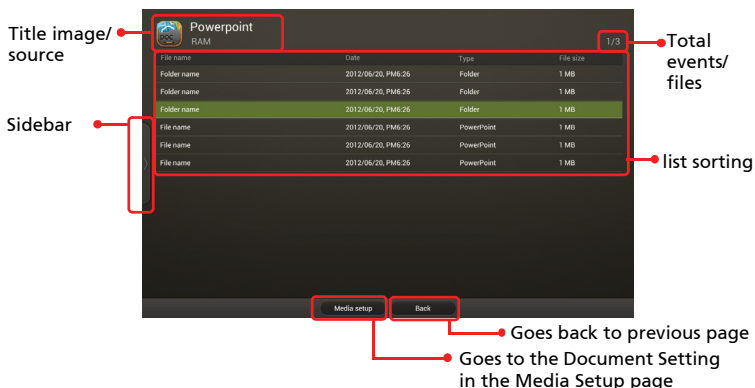 Title image/
source
Powerpoint
RAM
1/3
Total
events/
files
File name Date Type File size
Folder name 2012/06/20, PM6:26 Folder 1 MB
Folder name 2012/06/20, PM6:26 Folder 1 MB
Folder name 2012/06/20, PM6:26 Folder 1 MB
Sidebar
File name 2012/06/20, PM6:26 PowerPoint 1 MB
File name 2012/06/20, PM6:26 PowerPoint 1 MB
File name 2012/06/20, PM6:26 PowerPoint 1 MB
list sorting
Media setup Back
Goes back to previous page
Goes to the Document Setting
in the Media Setup page